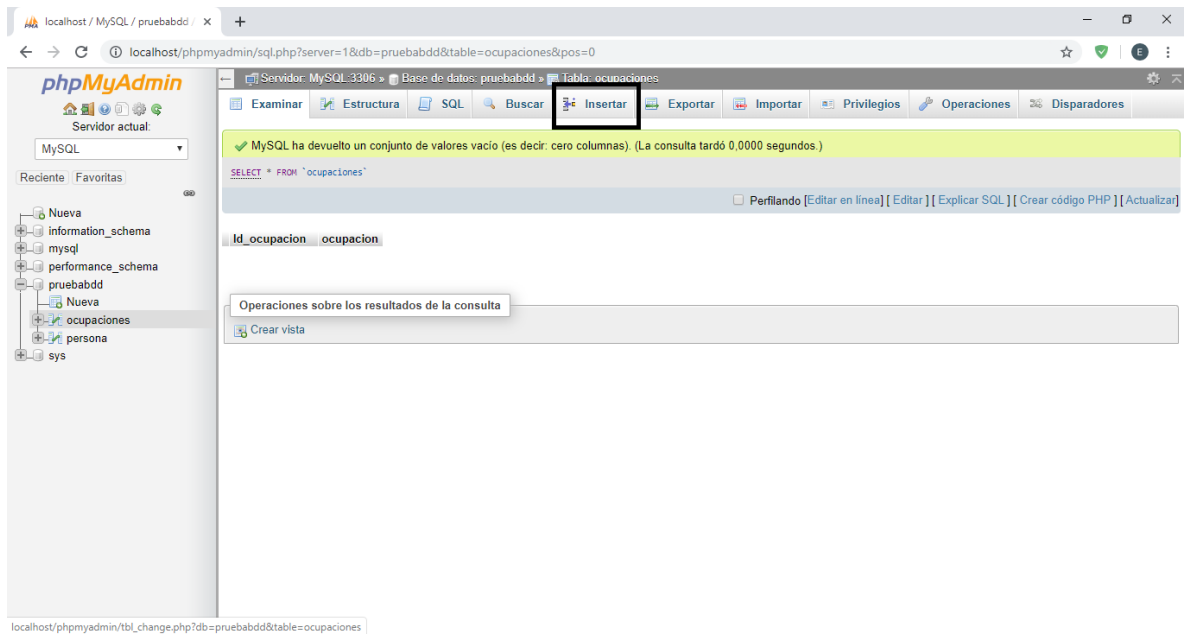 localhost / MySQL / pruebabdd /
localhost/phpmyadmin/sql.php?server=1&db=pruebabdd&table=ocupaciones&pos=0
E
phpMyAdmin
Servidor actual:
MySQL
Reciente Favoritas
Nueva
information_schema
mysql
performance_schema
pruebabdd
Nueva
ocupaciones
persona
sys
Servidor: MySQL:3306 » Base de datos: pruebabdd » Tabla: ocupaciones
Examinar Estructura SQL Buscar Insertar Exportar Importar Privilegios Operaciones Disparadores
MySQL ha devuelto un conjunto de valores vacío (es decir: cero columnas). (La consulta tardó 0,0000 segundos.)
SELECT * FROM `ocupaciones`
Perfilando [Editar en línea] [ Editar ] [ Explicar SQL ] [ Crear código PHP ] [ Actualizar]
Id_ocupacion ocupacion
Operaciones sobre los resultados de la consulta
Crear vista
localhost/phpmyadmin/tbl_change.php?db=pruebabdd&table=ocupaciones